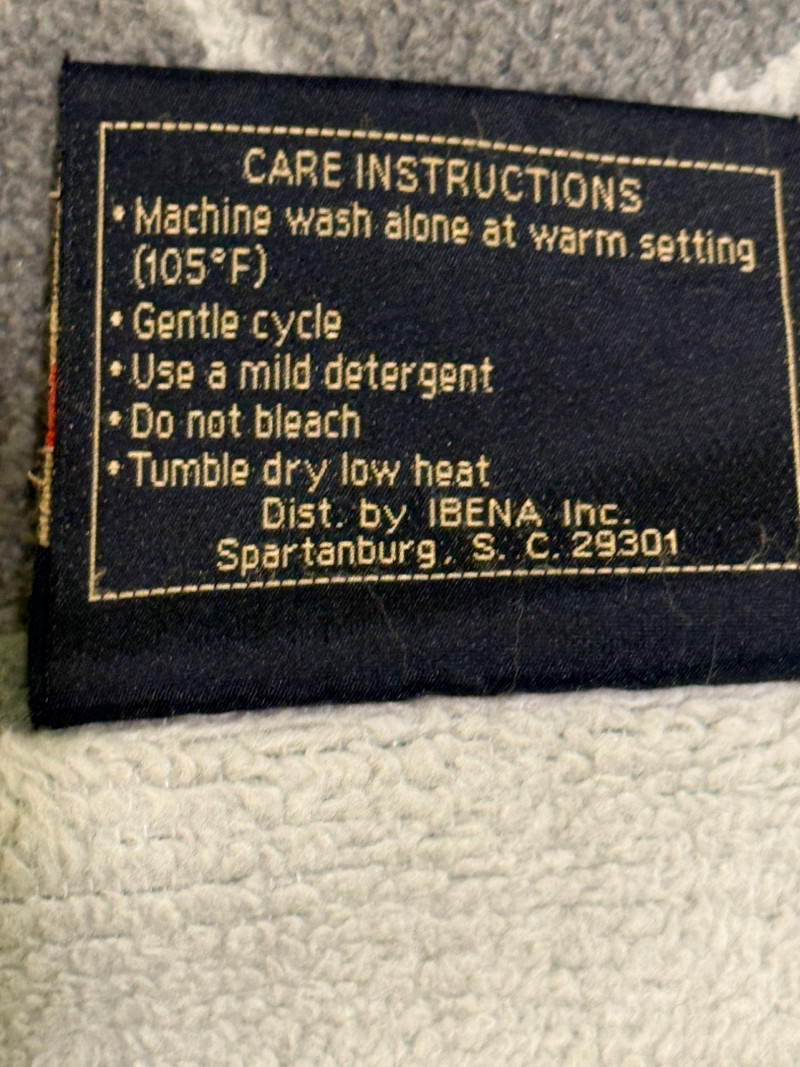 CARE INSTRUCTIONS
• Machine wash alone at warm setting
(105°F)
• Gentle cycle
• Use a mild detergent
• Do not bleach
• Tumble dry low heat
Dist. by IBENA Inc.
Spartanburg, S. C. 29301